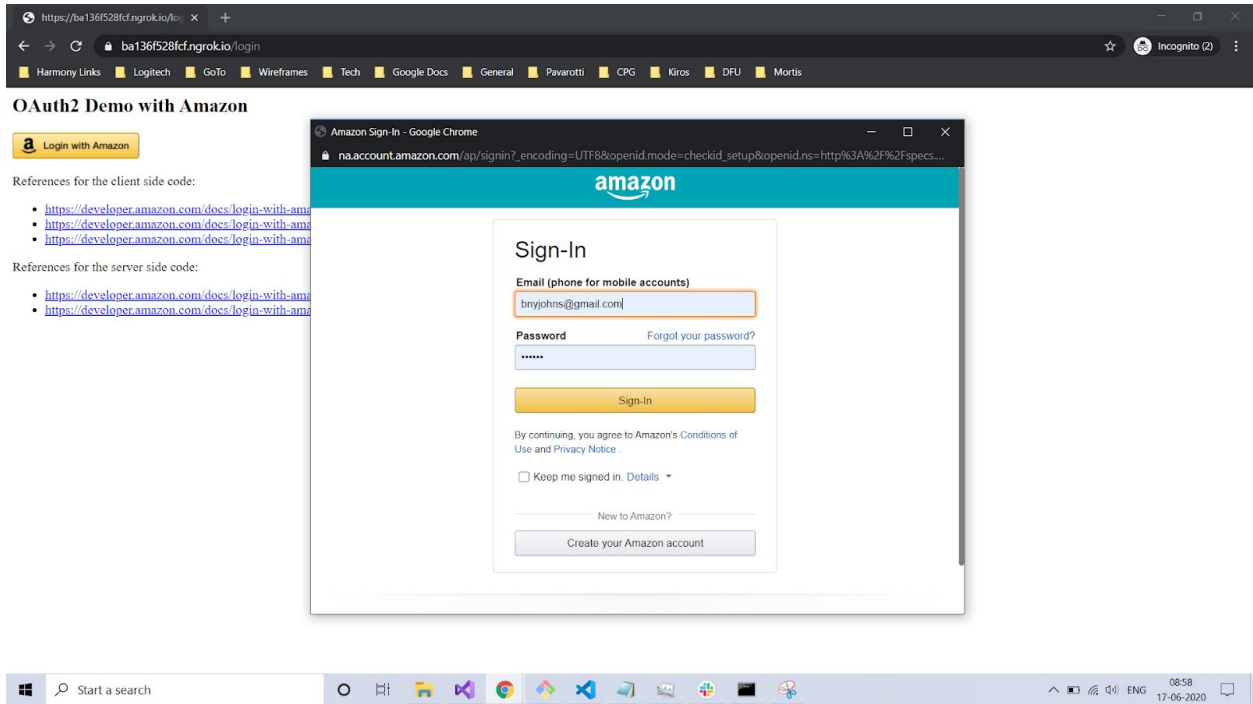 https://ba136f528fcf.ngrok.io/log
ba136f528fcf.ngrok.io/login
Incognito (2)
Harmony Links Logitech GoTo Wireframes Tech Google Docs General Pavarotti CPG Kiros DFU Mortis
OAuth2 Demo with Amazon
a Login with Amazon
References for the client side code:
https://developer.amazon.com/docs/login-with-ama
https://developer.amazon.com/docs/login-with-ama
https://developer.amazon.com/docs/login-with-ama
References for the server side code:
https://developer.amazon.com/docs/login-with-ama
https://developer.amazon.com/docs/login-with-ama
Amazon Sign-In - Google Chrome
na.account.amazon.com/ap/signin?_encoding=UTF8&openid.mode=checkid_setup&openid.ns=http%3A%2F%2Fspecs....
amazon
Sign-In
Email (phone for mobile accounts)
bnyjohns@gmail.com
Password Forgot your password?
••••••
Sign-In
By continuing, you agree to Amazon's Conditions of
Use and Privacy Notice .
Keep me signed in. Details
New to Amazon?
Create your Amazon account
Start a search
ENG
08:58
17-06-2020